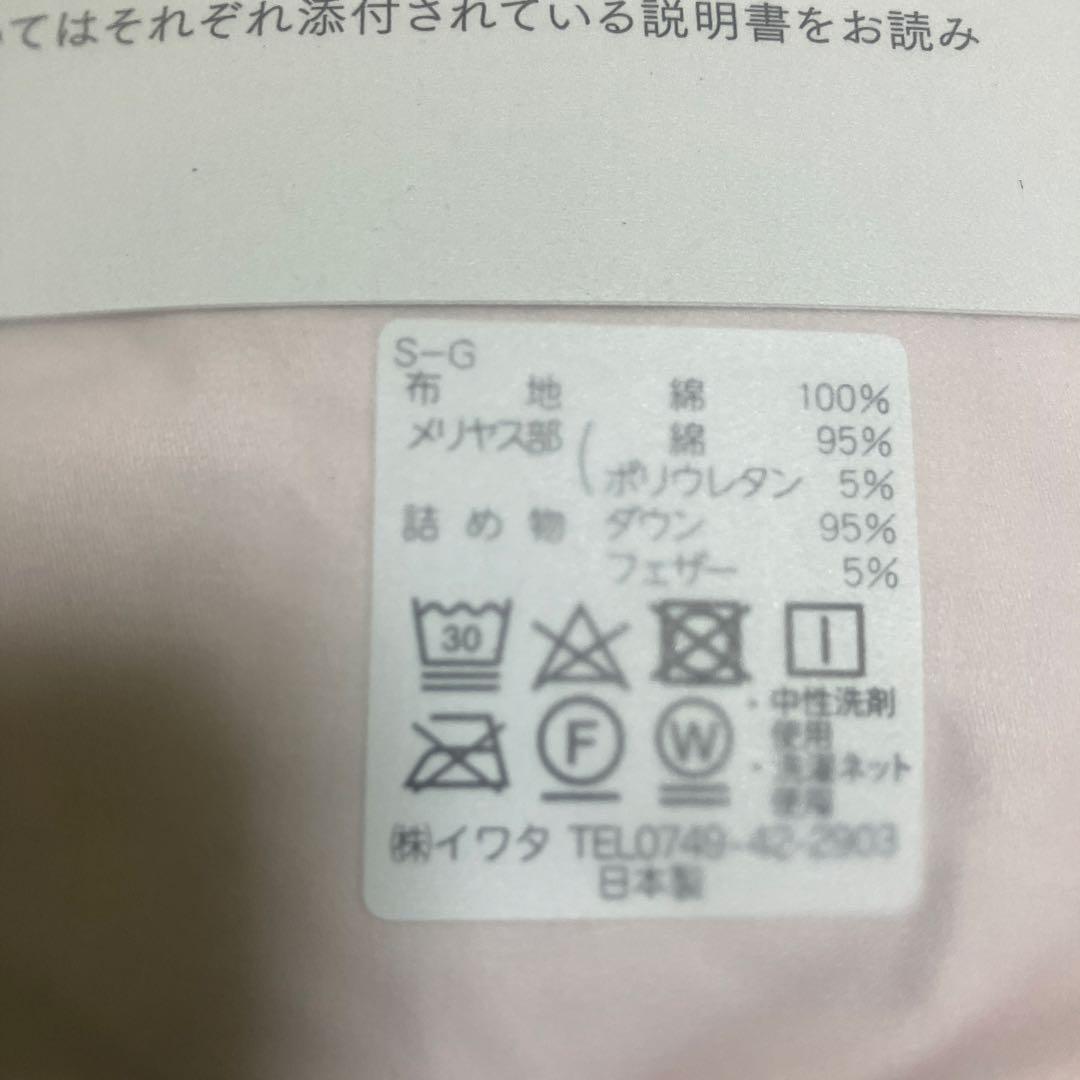 いてはそれぞれ添付されている説明書をお読み
S-G
布地 綿 100%
メリヤス部 ( 綿 95%
ポリウレタン 5%
詰め物 ダウン 95%
フェザー 5%
30
F W
・中性洗剤
使用
・洗濯ネット
使用
㈱イワタ TEL0749-42-2903
日本製